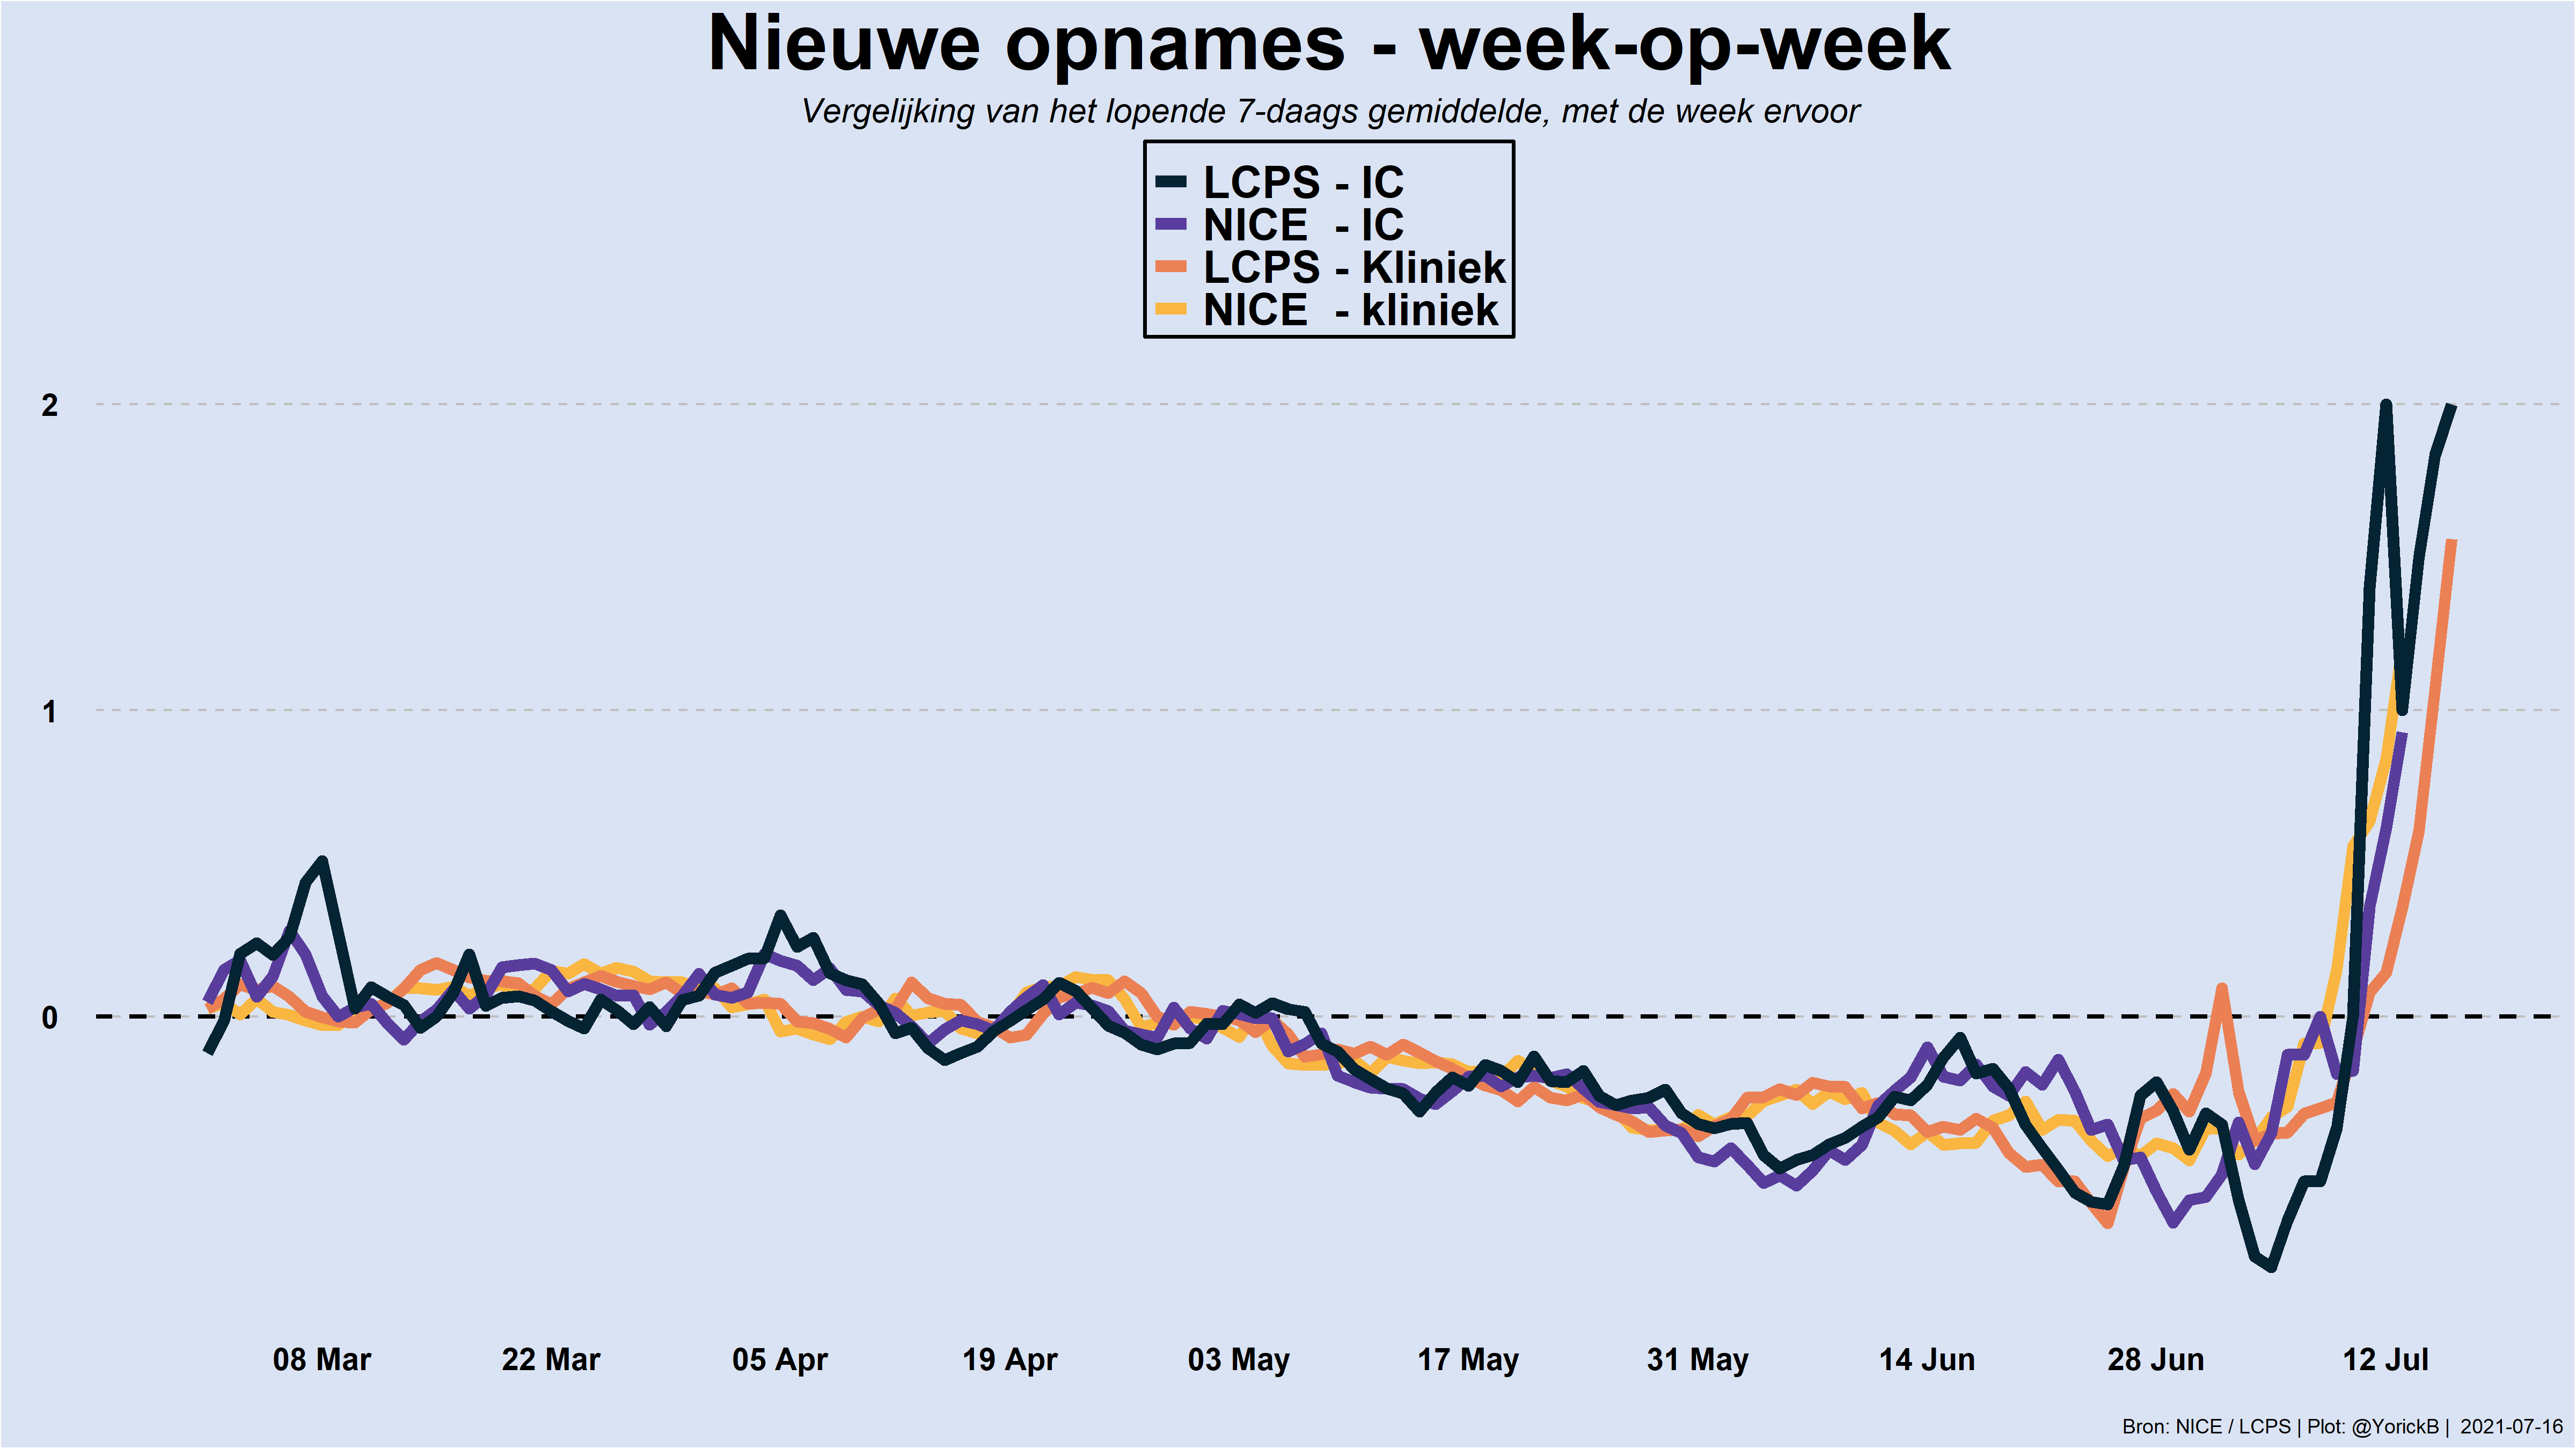 Nieuwe opnames - week-op-week
Vergelijking van het lopende 7-daags gemiddelde, met de week ervoor
LCPS - IC
NICE - IC
LCPS - Kliniek
NICE - kliniek
2
1
0
08 Mar 22 Mar 05 Apr 19 Apr 03 May 17 May 31 May 14 Jun 28 Jun 12 Jul
Bron: NICE / LCPS | Plot: @YorickB | 2021-07-16